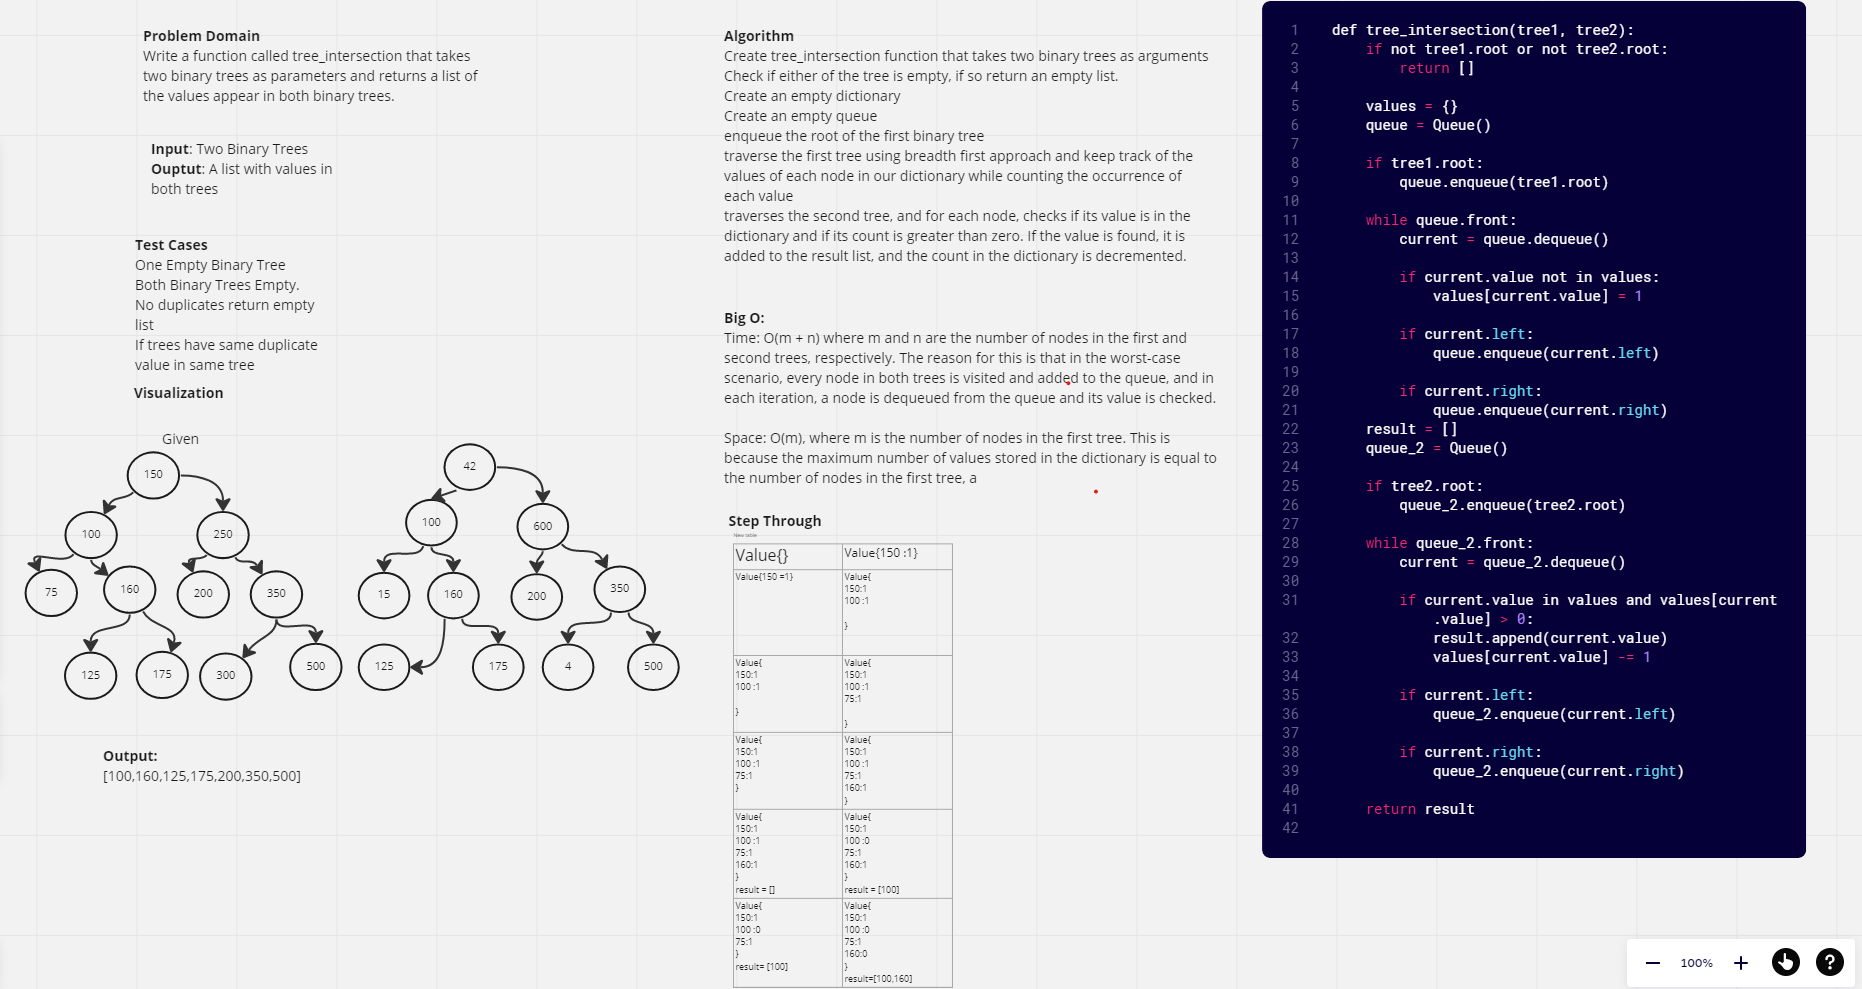 Problem Domain
Write a function called tree_intersection that takes
two binary trees as parameters and returns a list of
the values appear in both binary trees.
Input: Two Binary Trees
Ouptut: A list with values in
both trees
Test Cases
One Empty Binary Tree
Both Binary Trees Empty.
No duplicates return empty
list
If trees have same duplicate
value in same tree
Visualization
Given
150
100
250
75
160
200
350
125
175
300
500
42
100
600
15
160
200
350
125
175
4
500
Output:
[100,160,125,175,200,350,500]
Algorithm
Create tree_intersection function that takes two binary trees as arguments
Check if either of the tree is empty, if so return an empty list.
Create an empty dictionary
Create an empty queue
enqueue the root of the first binary tree
traverse the first tree using breadth first approach and keep track of the
values of each node in our dictionary while counting the occurrence of
each value
traverses the second tree, and for each node, checks if its value is in the
dictionary and if its count is greater than zero. If the value is found, it is
added to the result list, and the count in the dictionary is decremented.
Big O:
Time: O(m + n) where m and n are the number of nodes in the first and
second trees, respectively. The reason for this is that in the worst-case
scenario, every node in both trees is visited and added to the queue, and in
each iteration, a node is dequeued from the queue and its value is checked.
Space: O(m), where m is the number of nodes in the first tree. This is
because the maximum number of values stored in the dictionary is equal to
the number of nodes in the first tree, a
Step Through
New table
Value{}
Value{150 :1}
Value{150 =1}
Value{
150:1
100 :1
}
Value{
150:1
100 :1
}
Value{
150:1
100 :1
75:1
}
Value{
150:1
100 :1
75:1
}
Value{
150:1
100 :1
75:1
160:1
}
Value{
150:1
100 :1
75:1
160:1
}
result = []
Value{
150:1
100 :0
75:1
160:1
}
result = [100]
Value{
150:1
100 :0
75:1
}
result= [100]
Value{
150:1
100 :0
75:1
160:0
}
result=[100,160]
1 def tree_intersection(tree1, tree2):
2 if not tree1.root or not tree2.root:
3 return []
4
5 values = {}
6 queue = Queue()
7
8 if tree1.root:
9 queue.enqueue(tree1.root)
10
11 while queue.front:
12 current = queue.dequeue()
13
14 if current.value not in values:
15 values[current.value] = 1
16
17 if current.left:
18 queue.enqueue(current.left)
19
20 if current.right:
21 queue.enqueue(current.right)
22 result = []
23 queue_2 = Queue()
24
25 if tree2.root:
26 queue_2.enqueue(tree2.root)
27
28 while queue_2.front:
29 current = queue_2.dequeue()
30
31 if current.value in values and values[current
.value] > 0:
32 result.append(current.value)
33 values[current.value] -= 1
34
35 if current.left:
36 queue_2.enqueue(current.left)
37
38 if current.right:
39 queue_2.enqueue(current.right)
40
41 return result
42
− 100% + ?